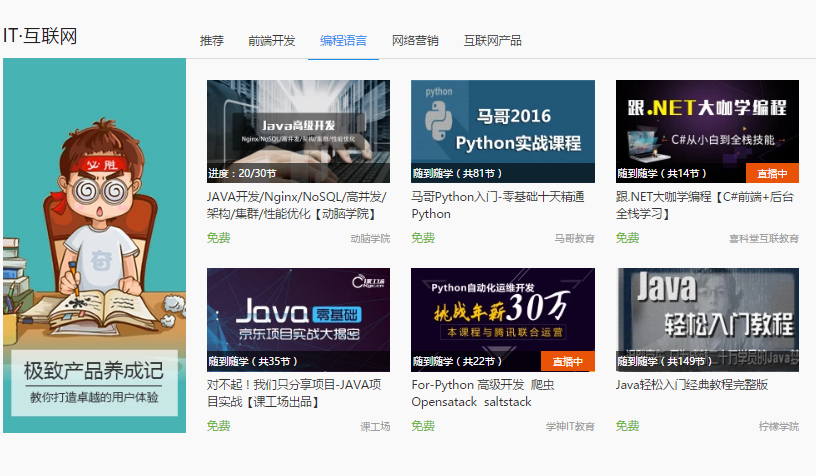 IT·互联网
推荐
前端开发
编程语言
网络营销
互联网产品
必胜
奇
极致产品养成记
教你打造卓越的用户体验
Java高级开发
Nginx/NoSQL/高并发/架构/集群/性能优化
进度：20/30节
JAVA开发/Nginx/NoSQL/高并发/
架构/集群/性能优化【动脑学院】
免费
动脑学院
python
马哥2016
Python实战课程
随到随学（共81节）
马哥Python入门-零基础十天精通
Python
免费
马哥教育
跟.NET大咖学编程
C#从小白到全栈技能
随到随学（共14节）
直播中
跟.NET大咖学编程【C#前端+后台
全栈学习】
免费
喜科堂互联教育
课工场
Java 零基础
京东项目实战大揭密
随到随学（共35节）
对不起！我们只分享项目-JAVA项
目实战【课工场出品】
免费
课工场
Python自动化运维开发
挑战年薪30万
本课程与腾讯联合运营
随到随学（共22节）
直播中
For-Python 高级开发 爬虫
Opensatack saltstack
免费
学神IT教育
Java
轻松入门教程
随到随学（共149节）
Java轻松入门经典教程完整版
免费
柠檬学院